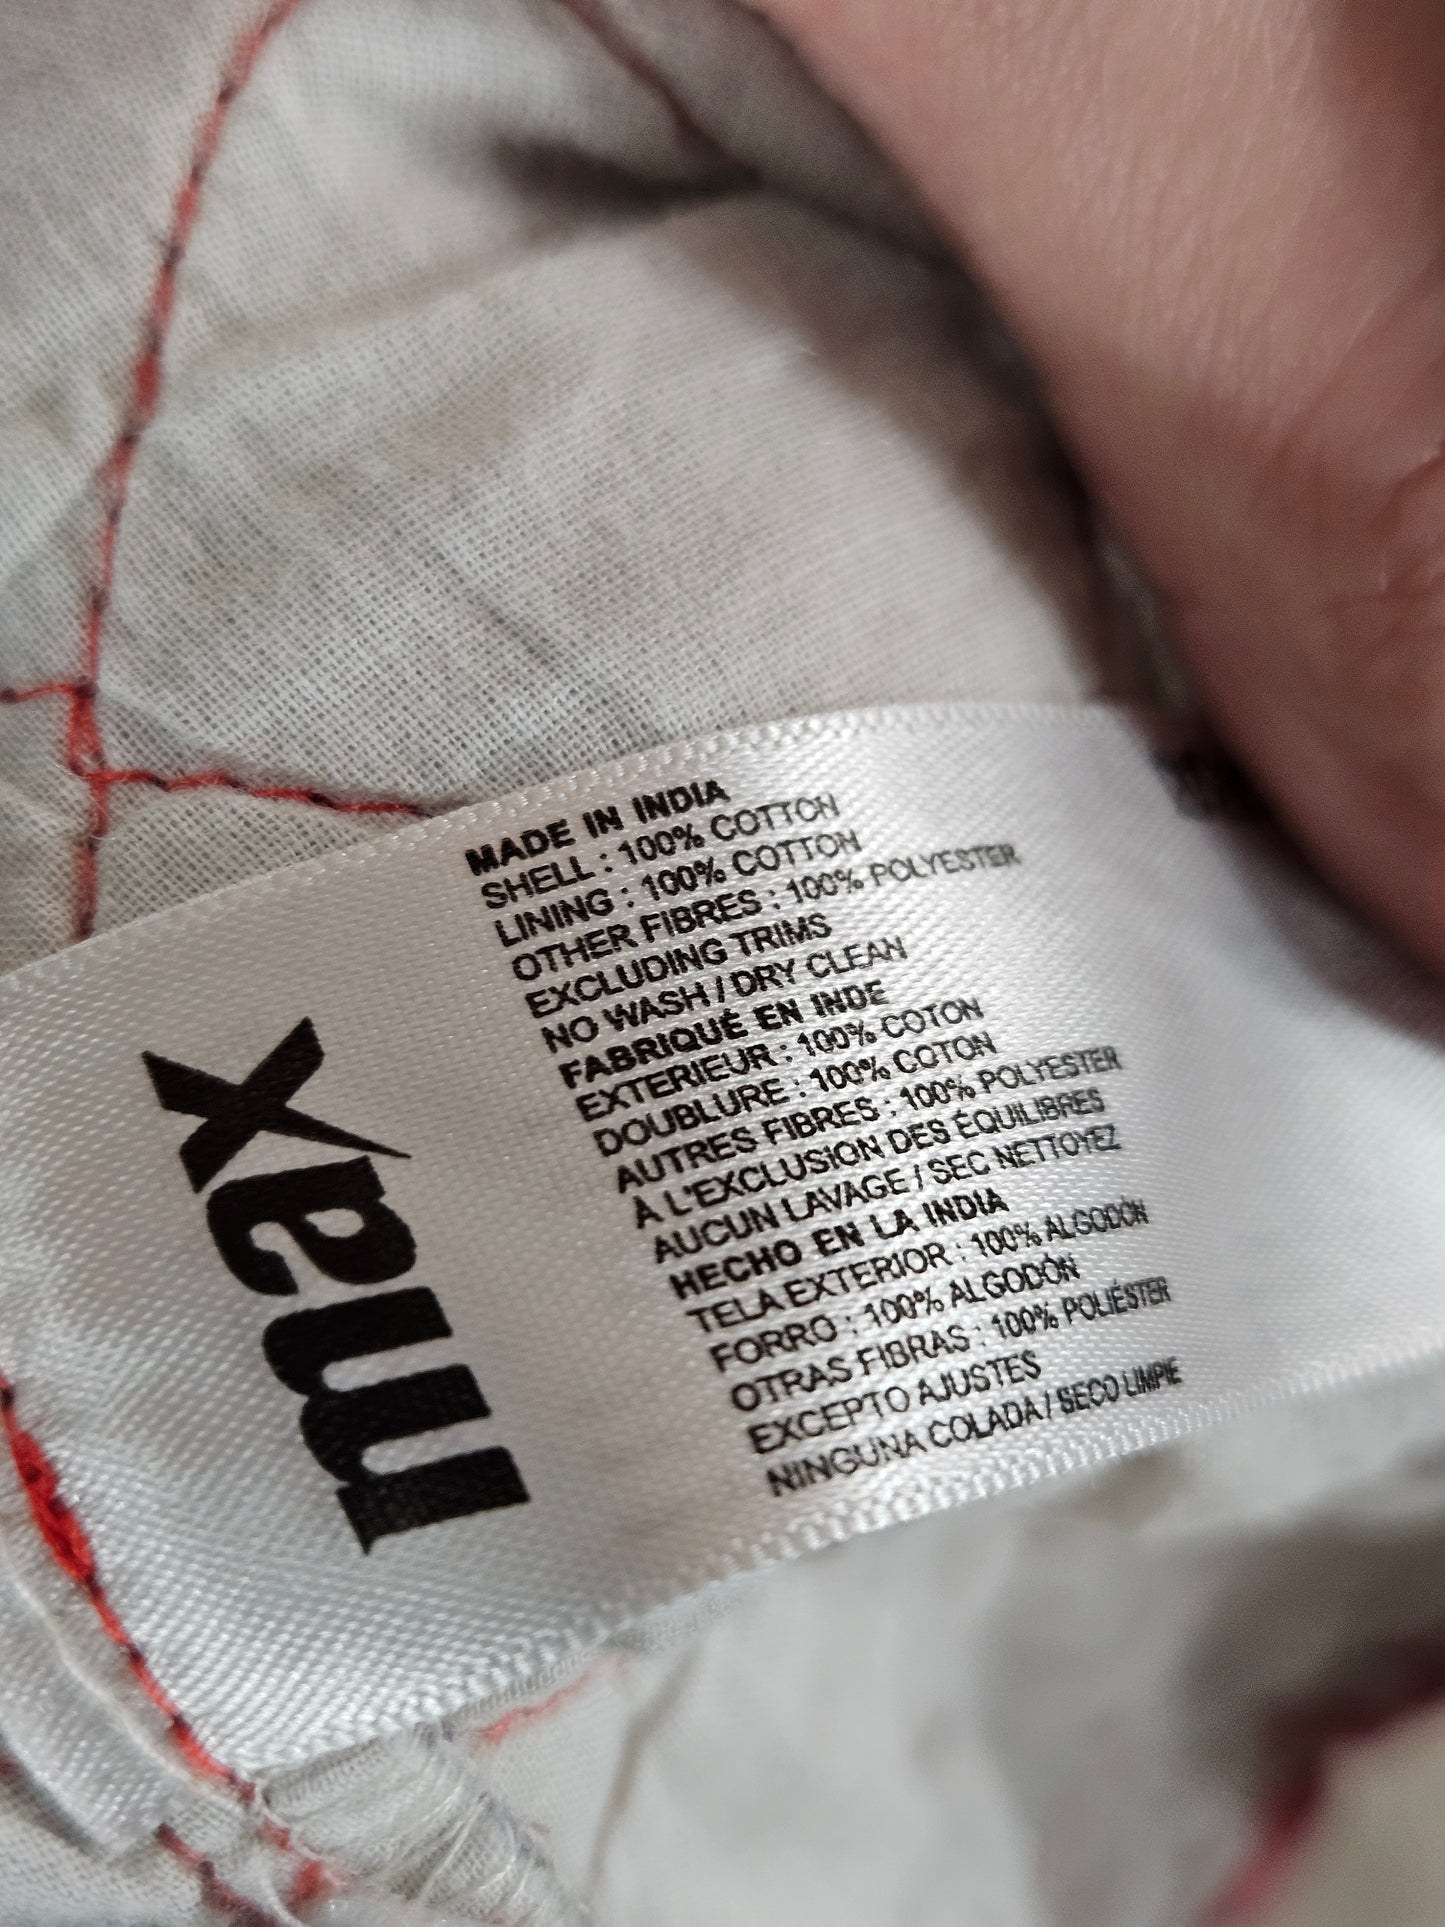 max
MADE IN INDIA
SHELL : 100% COTTON
LINING : 100% COTTON
OTHER FIBRES : 100% POLYESTER
EXCLUDING TRIMS
NO WASH / DRY CLEAN
FABRIQUÉ EN INDE
EXTERIEUR : 100% COTON
DOUBLURE : 100% COTON
AUTRES FIBRES : 100% POLYESTER
À L'EXCLUSION DES ÉQUILIBRES
AUCUN LAVAGE / SEC NETTOYEZ
HECHO EN LA INDIA
TELA EXTERIOR : 100% ALGODÓN
FORRO : 100% ALGODÓN
OTRAS FIBRAS : 100% POLIÉSTER
EXCEPTO AJUSTES
NINGUNA COLADA / SECO LIMPIE